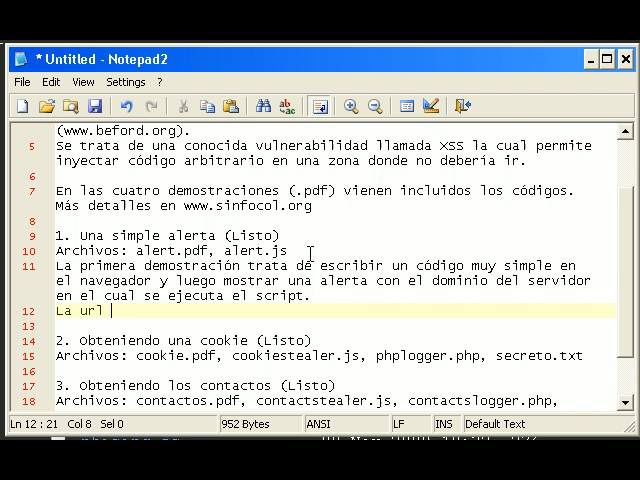 * Untitled - Notepad2
File Edit View Settings ?
(www.beford.org).
5 Se trata de una conocida vulnerabilidad llamada XSS la cual permite
inyectar código arbitrario en una zona donde no debería ir.
6
7 En las cuatro demostraciones (.pdf) vienen incluidos los códigos.
Más detalles en www.sinfocol.org
8
9 1. Una simple alerta (Listo)
10 Archivos: alert.pdf, alert.js
11 La primera demostración trata de escribir un código muy simple en
el navegador y luego mostrar una alerta con el dominio del servidor
en el cual se ejecuta el script.
12 La url
13
14 2. Obteniendo una cookie (Listo)
15 Archivos: cookie.pdf, cookiestealer.js, phplogger.php, secreto.txt
16
17 3. Obteniendo los contactos (Listo)
18 Archivos: contactos.pdf, contactstealer.js, contactslogger.php,
Ln 12 : 21 Col 8 Sel 0 952 Bytes ANSI LF INS Default Text